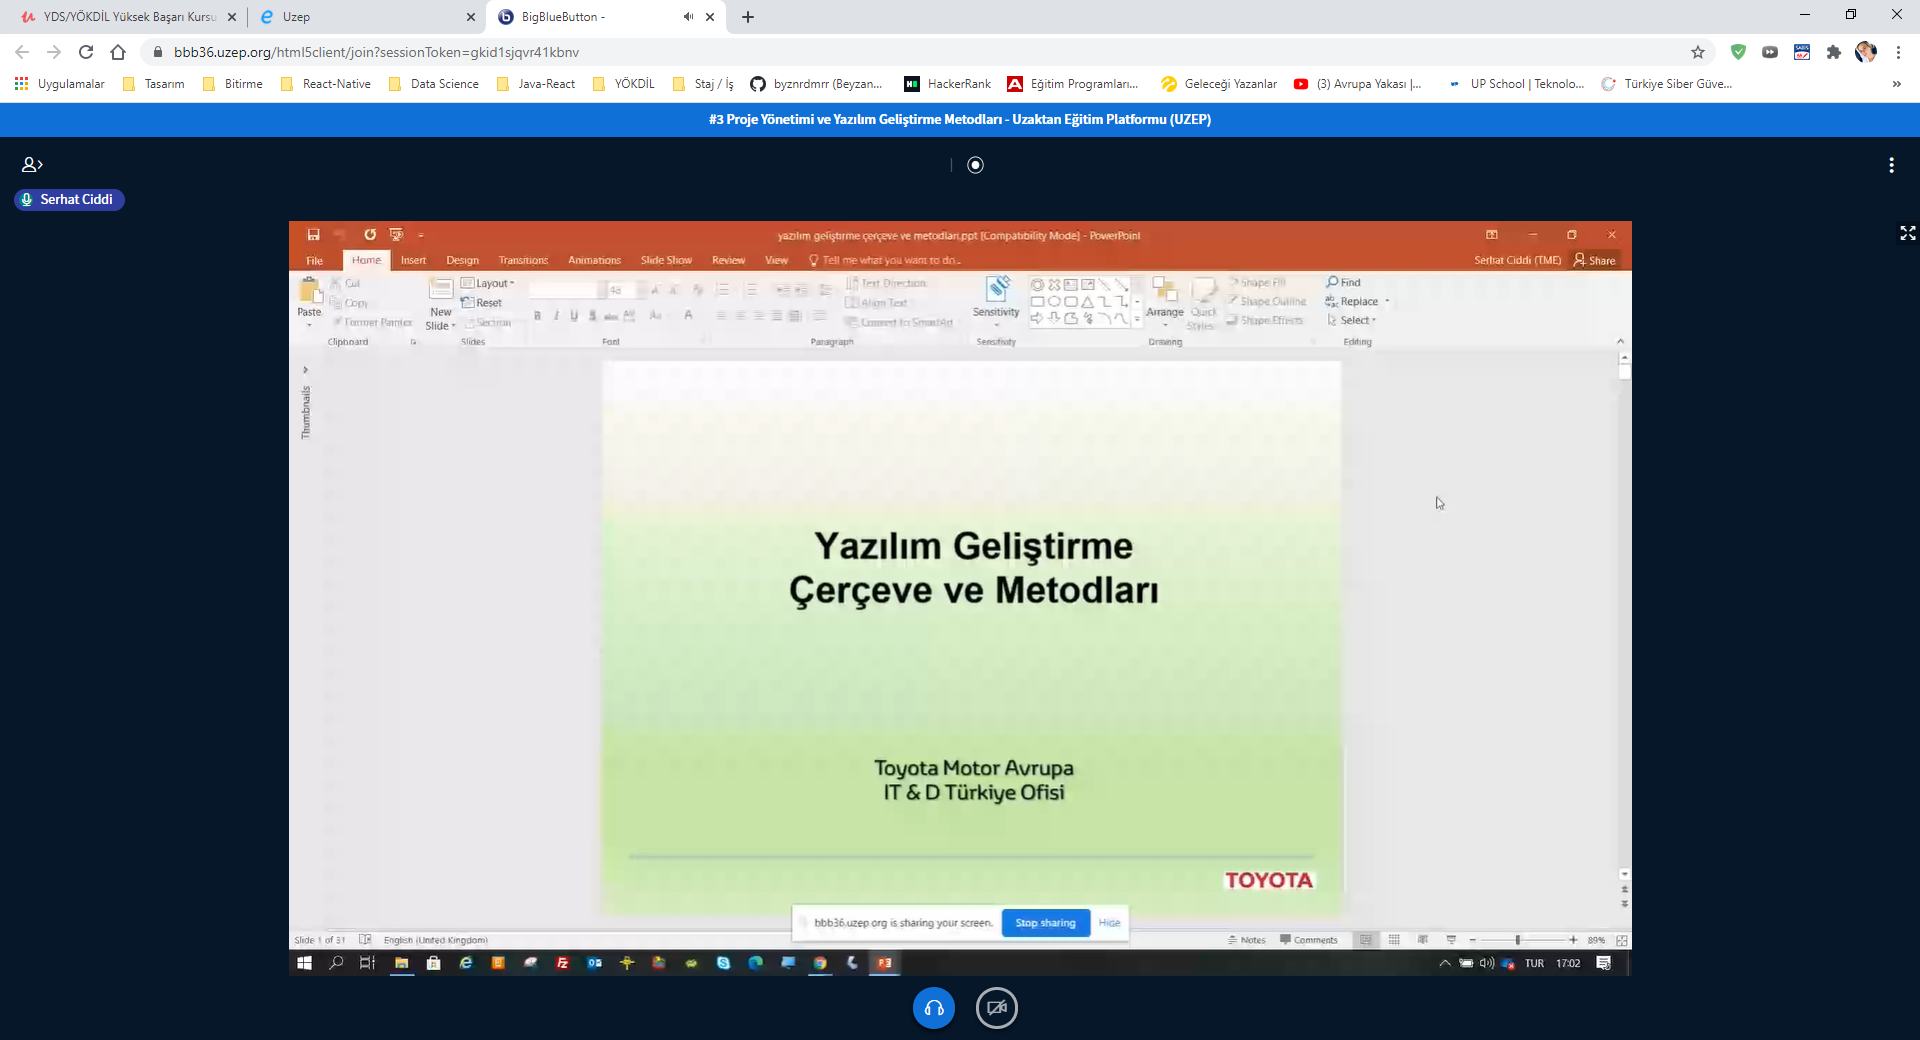 YDS/YÖKDİL Yüksek Başarı Kursu
Uzep
BigBlueButton -
bbb36.uzep.org/html5client/join?sessionToken=gkid1sjqvr41kbnv
Uygulamalar
Tasarım
Bitirme
React-Native
Data Science
Java-React
YÖKDİL
Staj / İş
byznrdmrr (Beyzan...
HackerRank
Eğitim Programları...
Geleceği Yazanlar
(3) Avrupa Yakası |...
UP School | Teknolo...
Türkiye Siber Güve...
#3 Proje Yönetimi ve Yazılım Geliştirme Metodları - Uzaktan Eğitim Platformu (UZEP)
Serhat Ciddi
yazılım geliştirme çerçeve ve metodları.ppt [Compatibility Mode] - PowerPoint
File Home Insert Design Transitions Animations Slide Show Review View Tell me what you want to do...
Serhat Ciddi (TME) Share
Paste
Cut
Copy
Format Painter
Clipboard
New
Slide
Layout
Reset
Section
Slides
48
B I U S abc AV Aa A
Font
Text Direction
Align Text
Convert to SmartArt
Paragraph
Sensitivity
Sensitivity
Arrange
Quick
Styles
Shape Fill
Shape Outline
Shape Effects
Drawing
Find
Replace
Select
Editing
Thumbnails
Yazılım Geliştirme
Çerçeve ve Metodları
Toyota Motor Avrupa
IT & D Türkiye Ofisi
TOYOTA
bbb36.uzep.org is sharing your screen. Stop sharing Hide
Slide 1 of 31 English (United Kingdom) Notes Comments 89%
TUR 17:02